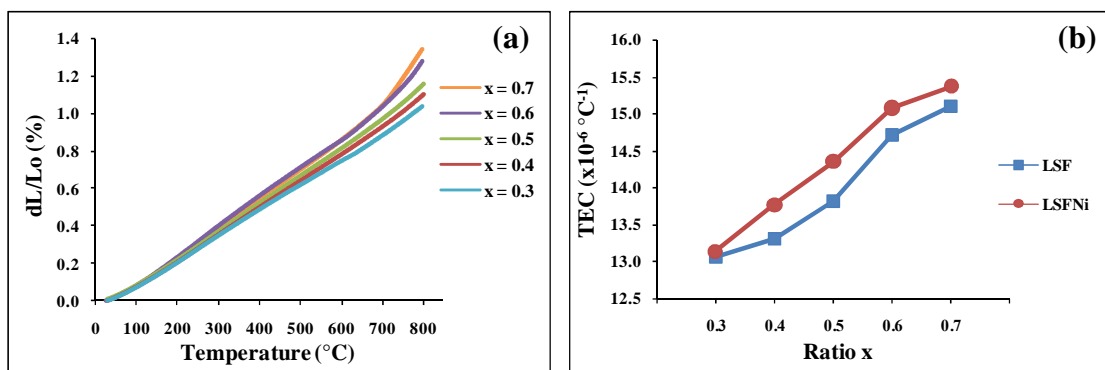 (a)
dL/Lo (%)
1.4
1.2
1.0
0.8
0.6
0.4
0.2
0.0
0 100 200 300 400 500 600 700 800
Temperature (°C)
x = 0.7
x = 0.6
x = 0.5
x = 0.4
x = 0.3
(b)
TEC (x10⁻⁶ °C⁻¹)
16.0
15.5
15.0
14.5
14.0
13.5
13.0
12.5
0.3 0.4 0.5 0.6 0.7
Ratio x
LSF
LSFNi